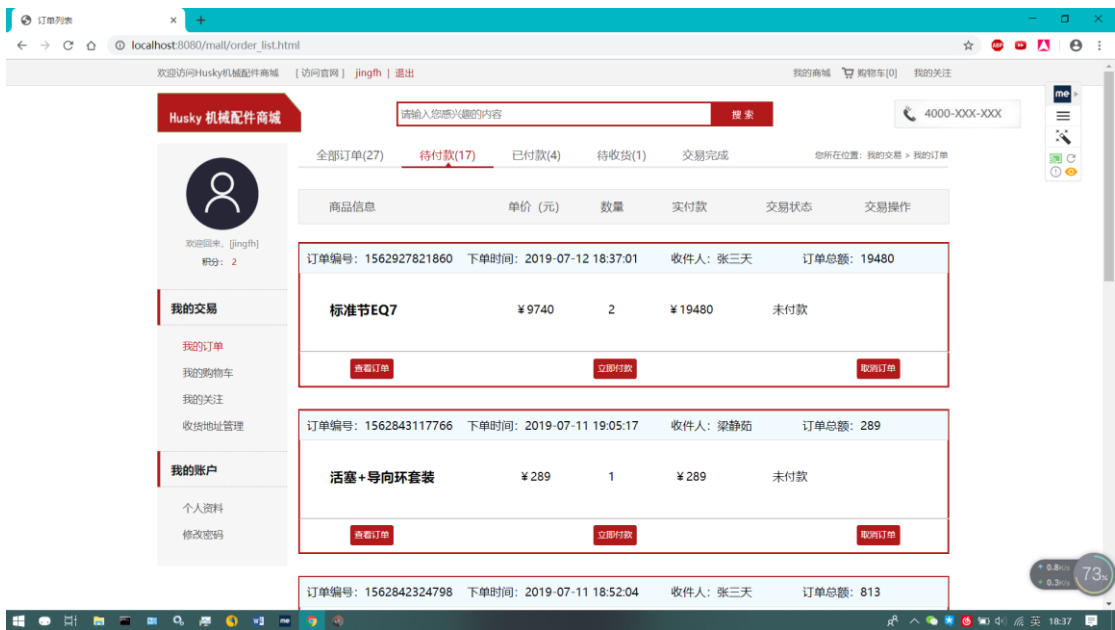 订单列表
localhost:8080/mall/order_list.html
ABP
欢迎访问Husky机械配件商城 [ 访问官网 ] jingfh | 退出 我的商城 购物车[0] 我的关注
me
Husky 机械配件商城 请输入您感兴趣的内容 搜 索 4000-XXX-XXX
全部订单(27) 待付款(17) 已付款(4) 待收货(1) 交易完成 您所在位置：我的交易 > 我的订单
商品信息 单价（元） 数量 实付款 交易状态 交易操作
欢迎回来，[jingfh]
积分： 2
我的交易
我的订单
我的购物车
我的关注
收货地址管理
我的账户
个人资料
修改密码
订单编号：1562927821860 下单时间：2019-07-12 18:37:01 收件人：张三天 订单总额：19480
标准节EQ7 ￥9740 2 ￥19480 未付款
查看订单 立即付款 取消订单
订单编号：1562843117766 下单时间：2019-07-11 19:05:17 收件人：梁静茹 订单总额：289
活塞+导向环套装 ￥289 1 ￥289 未付款
查看订单 立即付款 取消订单
订单编号：1562842324798 下单时间：2019-07-11 18:52:04 收件人：张三天 订单总额：813
0.8K/s
0.3K/s
73%
me 英 18:37